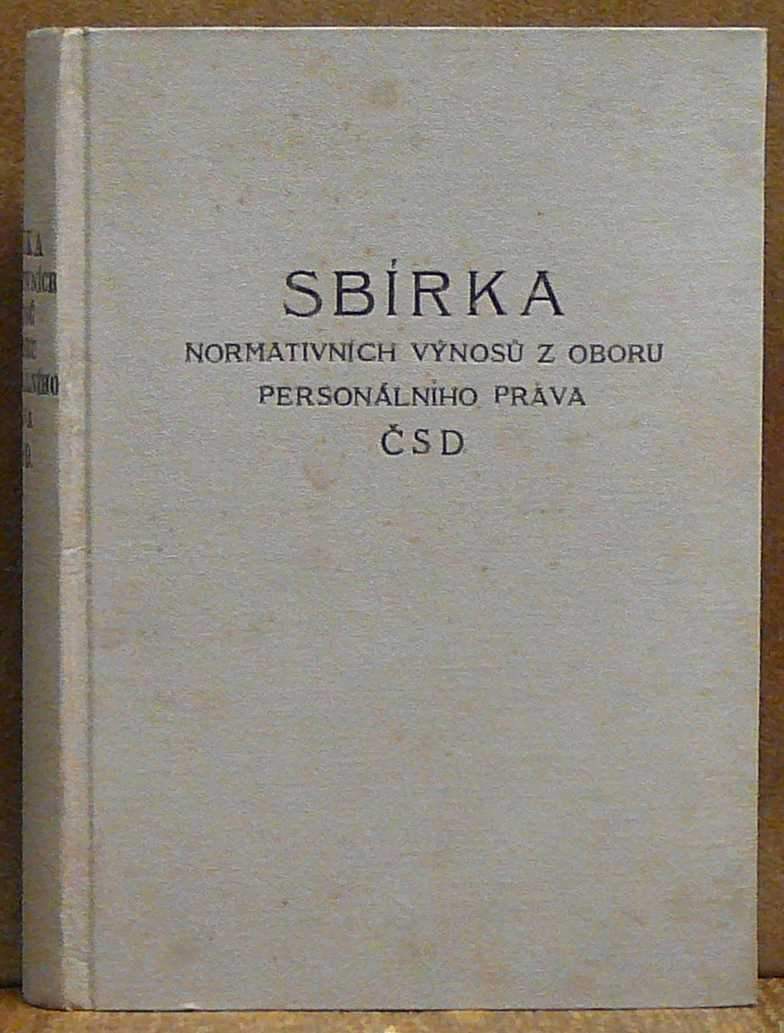 SBÍRKA
NORMATIVNÍCH VÝNOSŮ Z OBORU
PERSONÁLNÍHO PRÁVA
ČSD